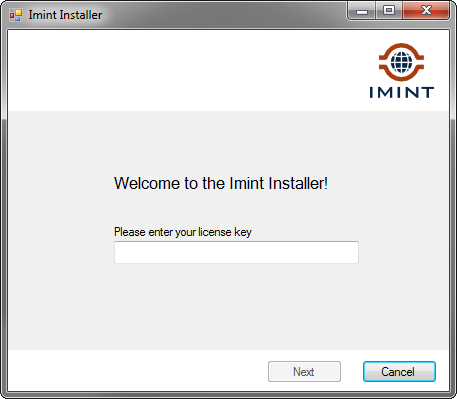 Imint Installer
IMINT
Welcome to the Imint Installer!
Please enter your license key
Next
Cancel